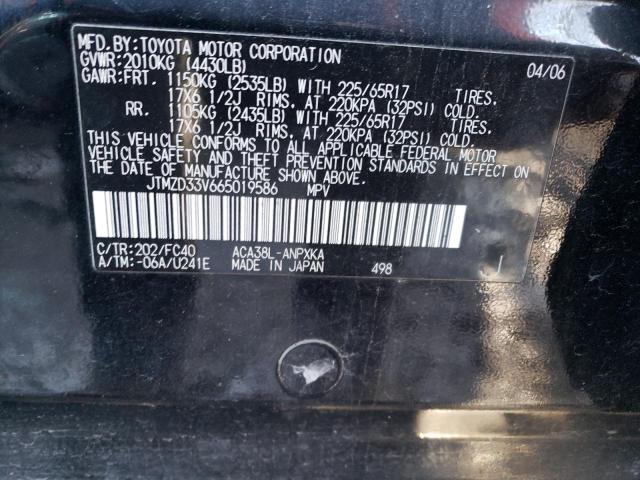 MFD.BY:TOYOTA MOTOR CORPORATION
GVWR:2010KG (4430LB) 04/06
GAWR:FRT. 1150KG (2535LB) WITH 225/65R17 TIRES.
17X6 1/2J RIMS. AT 220KPA (32PSI) COLD.
RR. 1105KG (2435LB) WITH 225/65R17 TIRES.
17X6 1/2J RIMS. AT 220KPA (32PSI) COLD.
THIS VEHICLE CONFORMS TO ALL APPLICABLE FEDERAL MOTOR
VEHICLE SAFETY AND THEFT PREVENTION STANDARDS IN EFFECT ON
THE DATE OF MANUFACTURE SHOWN ABOVE.
JTMZD33V665019586 MPV
C/TR:202/FC40 ACA38L-ANPXKA
A/TM:-06A/U241E MADE IN JAPAN 498